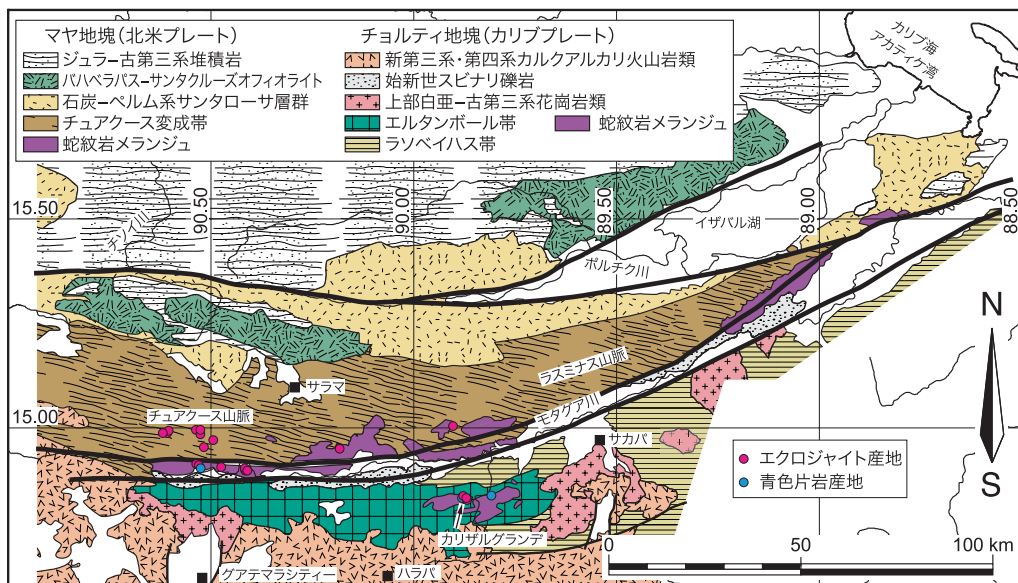 マヤ地塊(北米プレート)
ジュラ–古第三系堆積岩
バハベラパス–サンタクルーズオフィオライト
石炭–ペルム系サンタローサ層群
チュアクース変成帯
蛇紋岩メランジュ
チョルティ地塊(カリブプレート)
新第三系・第四系カルクアルカリ火山岩類
始新世スビナリ礫岩
上部白亜–古第三系花崗岩類
エルタンボール帯
蛇紋岩メランジュ
ラソベイハス帯
カリブ海
アカティケ湾
15.50
90.50
90.00
89.50
89.00
88.50
イザバル湖
ポルチク川
サラマ
ラスミナス山脈
チュアクース山脈
モタグア川
15.00
サカパ
N
S
エクロジャイト産地
青色片岩産地
カリザルグランデ
グアテマラシティー
ハラパ
0
50
100 km